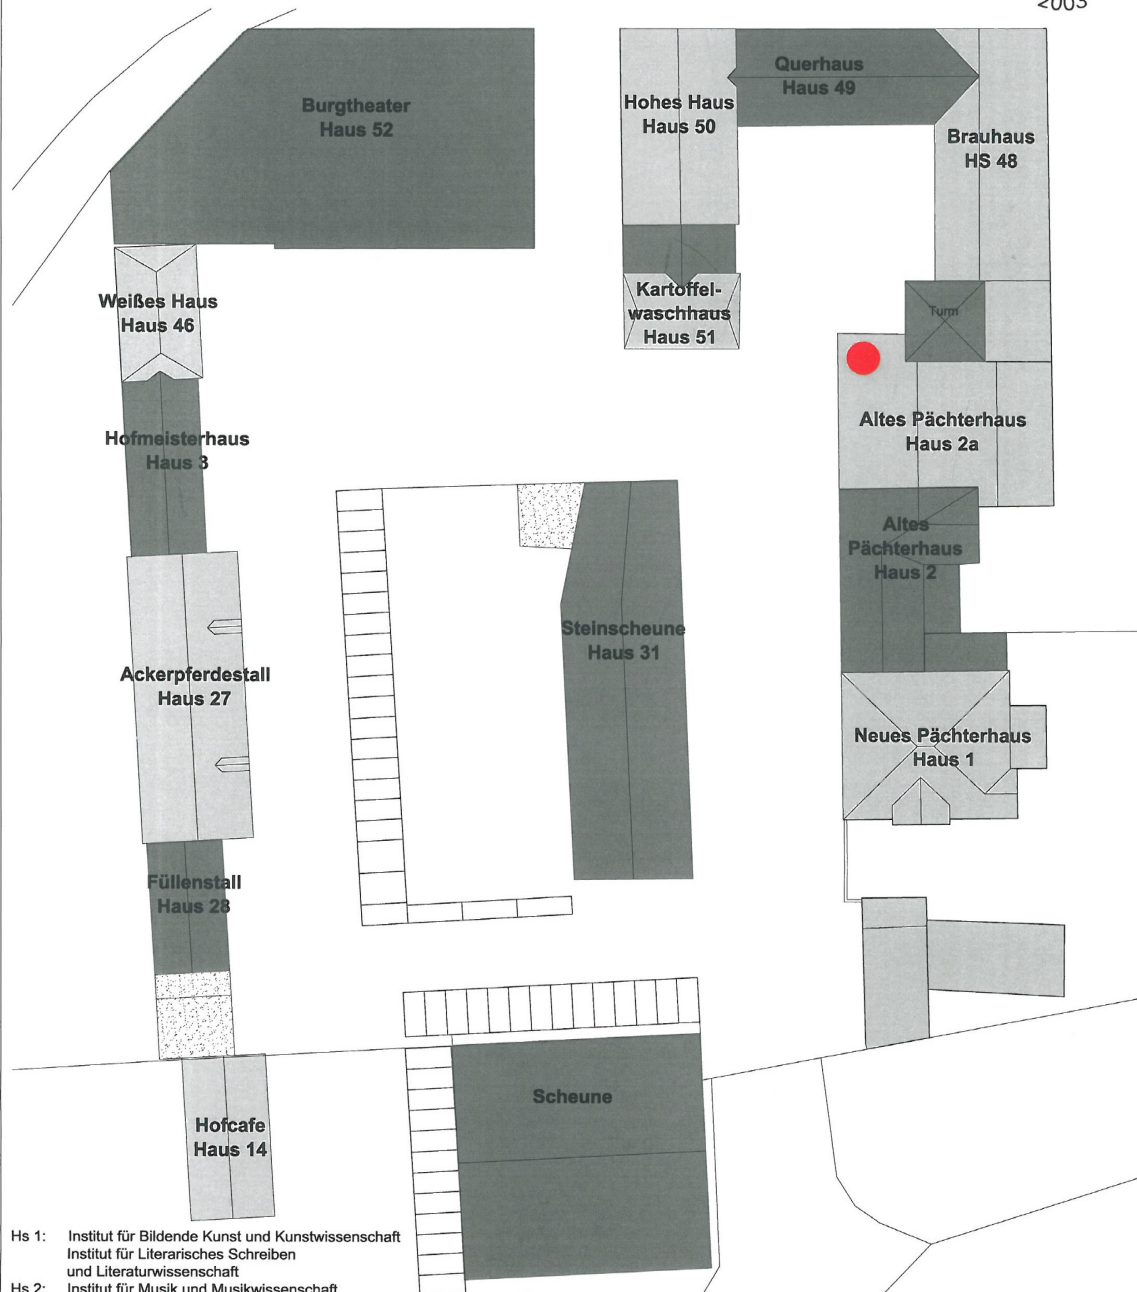 2003
Burgtheater
Haus 52
Hohes Haus
Haus 50
Querhaus
Haus 49
Brauhaus
HS 48
Weißes Haus
Haus 46
Kartoffel-
waschhaus
Haus 51
Turm
Hofmeisterhaus
Haus 3
Altes Pächterhaus
Haus 2a
Altes
Pächterhaus
Haus 2
Steinscheune
Haus 31
Ackerpferdestall
Haus 27
Neues Pächterhaus
Haus 1
Füllenstall
Haus 28
Scheune
Hofcafe
Haus 14
Hs 1: Institut für Bildende Kunst und Kunstwissenschaft
Institut für Literarisches Schreiben
und Literaturwissenschaft
Hs 2: Institut für Musik und Musikwissenschaft